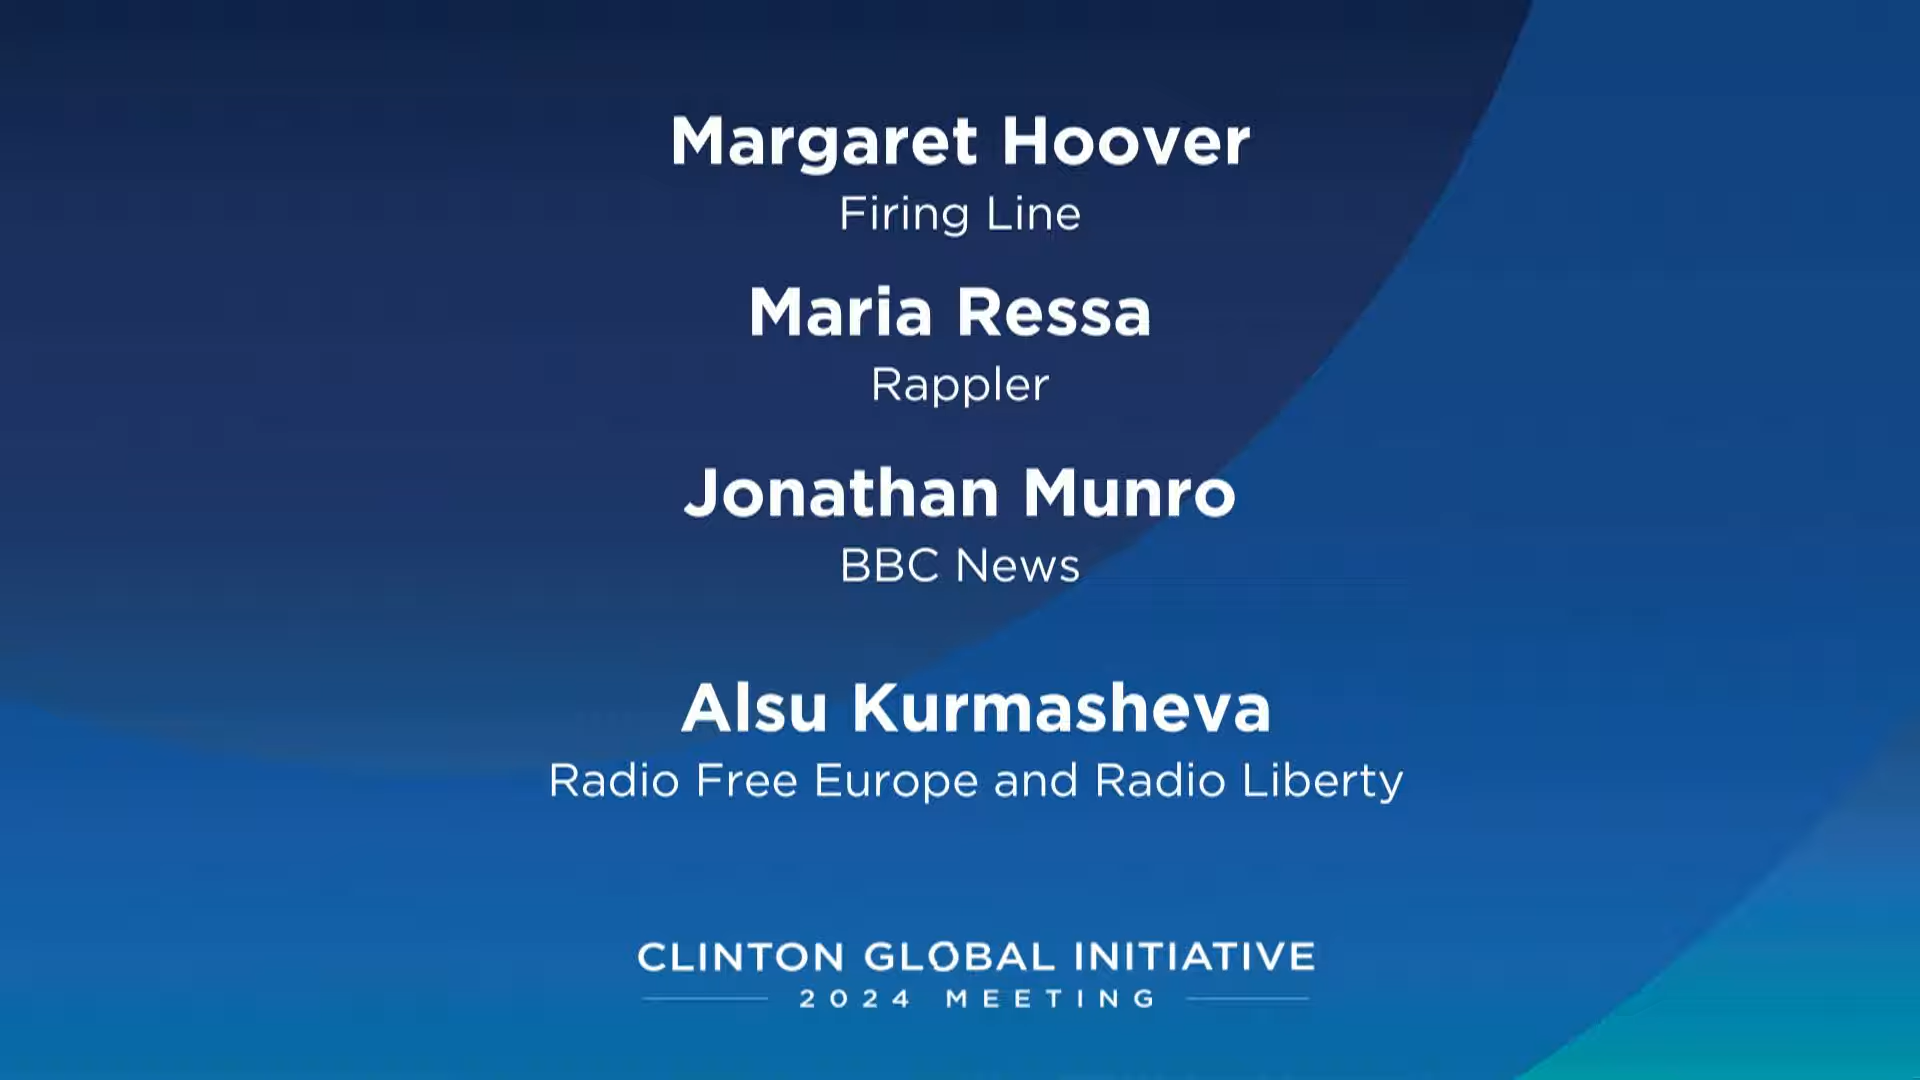 Margaret Hoover
Firing Line
Maria Ressa
Rappler
Jonathan Munro
BBC News
Alsu Kurmasheva
Radio Free Europe and Radio Liberty
CLINTON GLOBAL INITIATIVE
2024 MEETING